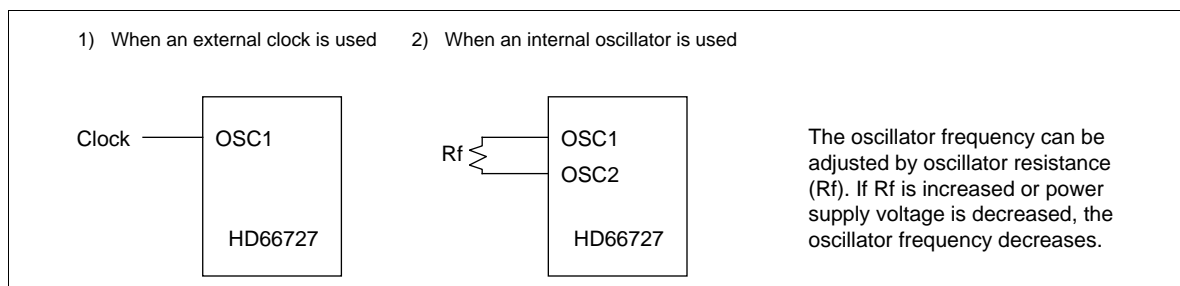 1) When an external clock is used
2) When an internal oscillator is used
Clock
OSC1
HD66727
Rf
OSC1
OSC2
HD66727
The oscillator frequency can be
adjusted by oscillator resistance
(Rf). If Rf is increased or power
supply voltage is decreased, the
oscillator frequency decreases.